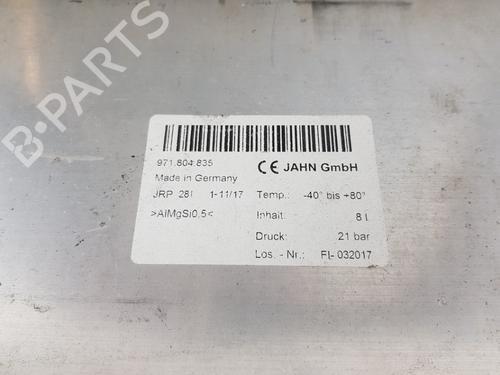 B-PARTS
971.804.835
CE JAHN GmbH
Made in Germany
JRP 28I 1-11/17 Temp.: -40° bis +80°
>AlMgSi0,5< Inhalt: 8 l
Druck: 21 bar
Los. - Nr.: FI- 032017